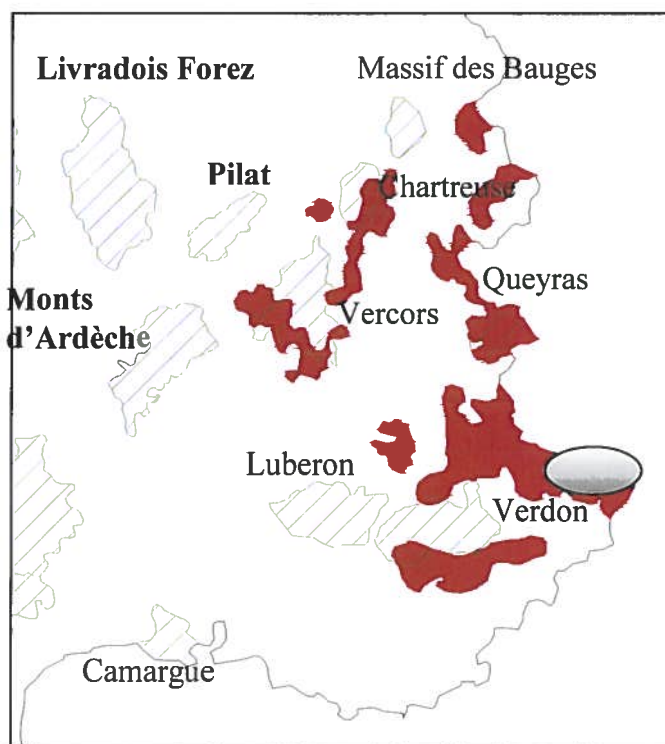 Livradois Forez
Massif des Bauges
Pilat
Chartreuse
Queyras
Monts
d'Ardèche
Vercors
Luberon
Verdon
Camargue